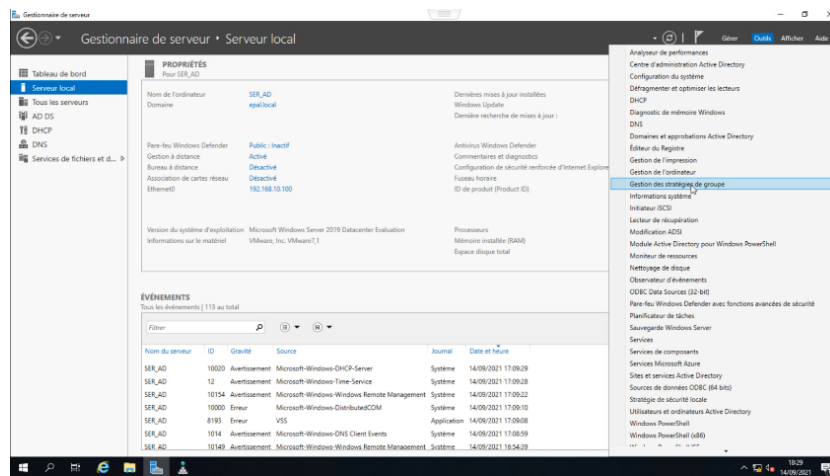 Gestionnaire de serveur
Gestionnaire de serveur • Serveur local
Gérer
Outils
Afficher
Aide
Tableau de bord
Serveur local
Tous les serveurs
AD DS
DHCP
DNS
Services de fichiers et d...
PROPRIÉTÉS
Pour SER_AD
Nom de l'ordinateur SER_AD
Domaine epal.local
Dernières mises à jour installées
Windows Update
Dernière recherche de mises à jour :
Pare-feu Windows Defender Public : Inactif
Gestion à distance Activé
Bureau à distance Désactivé
Association de cartes réseau Désactivé
Ethernet0 192.168.10.100
Antivirus Windows Defender
Commentaires et diagnostics
Configuration de sécurité renforcée d'Internet Explore
Fuseau horaire
ID de produit (Product ID)
Version du système d'exploitation Microsoft Windows Server 2019 Datacenter Evaluation
Informations sur le matériel VMware, Inc. VMware7,1
Processeurs
Mémoire installée (RAM)
Espace disque total
ÉVÉNEMENTS
Tous les événements | 113 au total
Filtrer
Nom du serveur ID Gravité Source Journal Date et heure
SER_AD 10020 Avertissement Microsoft-Windows-DHCP-Server Système 14/09/2021 17:09:29
SER_AD 12 Avertissement Microsoft-Windows-Time-Service Système 14/09/2021 17:09:28
SER_AD 10154 Avertissement Microsoft-Windows-Windows Remote Management Système 14/09/2021 17:09:22
SER_AD 10000 Erreur Microsoft-Windows-DistributedCOM Système 14/09/2021 17:09:10
SER_AD 8193 Erreur VSS Application 14/09/2021 17:09:08
SER_AD 1014 Avertissement Microsoft-Windows-DNS Client Events Système 14/09/2021 17:08:59
SER_AD 10149 Avertissement Microsoft-Windows-Windows Remote Management Système 14/09/2021 16:54:39
Analyseur de performances
Centre d'administration Active Directory
Configuration du système
Défragmenter et optimiser les lecteurs
DHCP
Diagnostic de mémoire Windows
DNS
Domaines et approbations Active Directory
Éditeur du Registre
Gestion de l'impression
Gestion de l'ordinateur
Gestion des stratégies de groupe
Informations système
Initiateur iSCSI
Lecteur de récupération
Modification ADSI
Module Active Directory pour Windows PowerShell
Moniteur de ressources
Nettoyage de disque
Observateur d'événements
ODBC Data Sources (32-bit)
Pare-feu Windows Defender avec fonctions avancées de sécurité
Planificateur de tâches
Sauvegarde Windows Server
Services
Services de composants
Services Microsoft Azure
Sites et services Active Directory
Sources de données ODBC (64 bits)
Stratégie de sécurité locale
Utilisateurs et ordinateurs Active Directory
Windows PowerShell
Windows PowerShell (x86)
18:29
14/09/2021